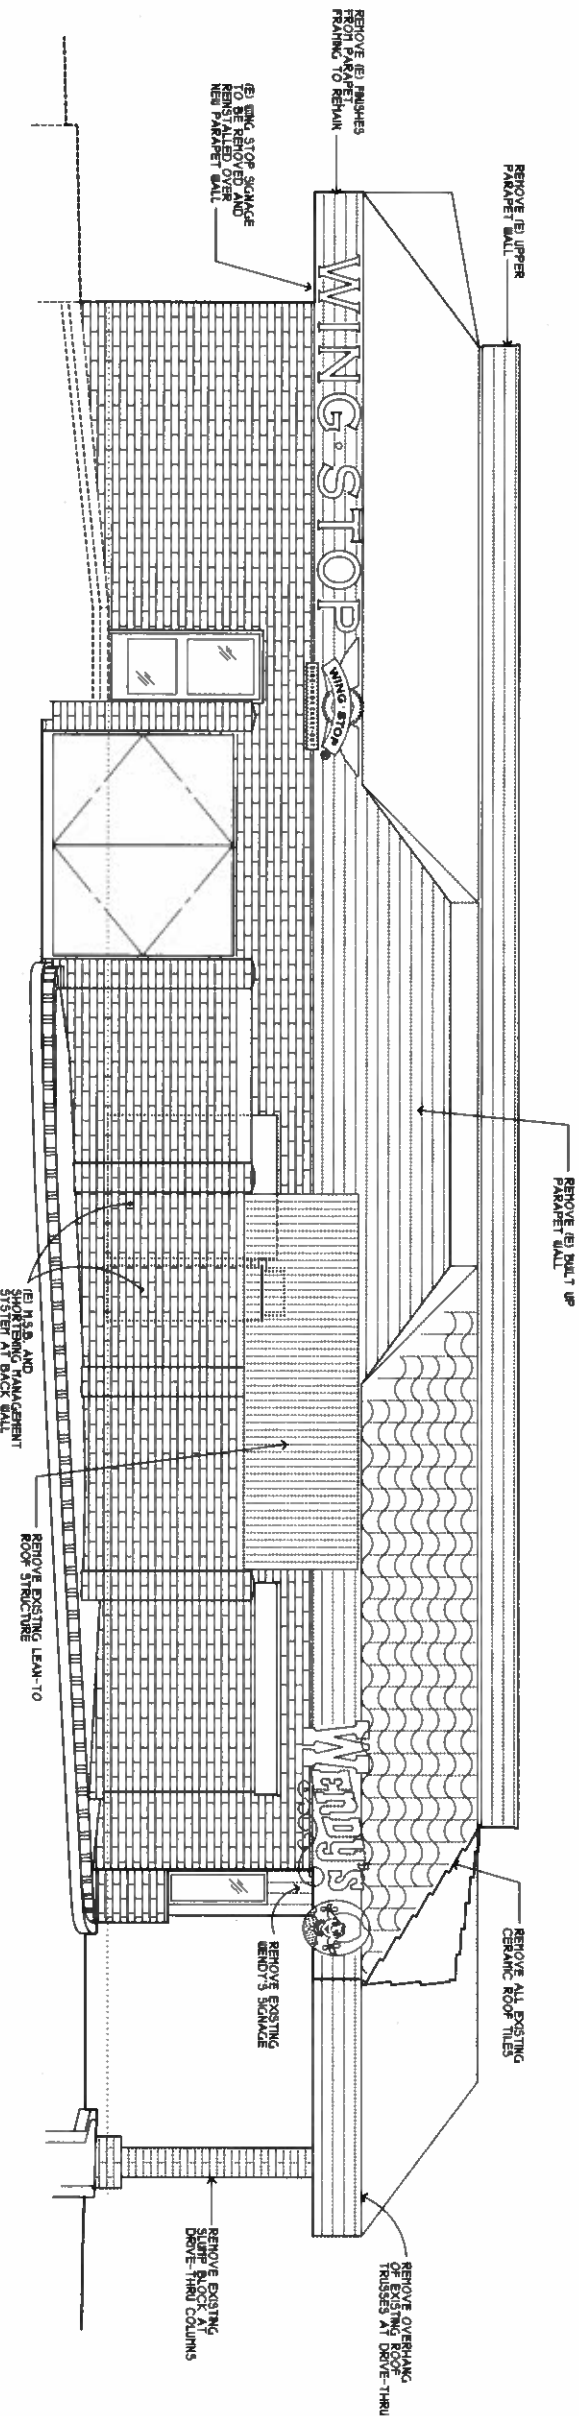 REMOVE (E) UPPER
PARAPET WALL
REMOVE (E) FINISHES
FROM PARAPET
FRAMING TO REMAIN
(E) WING STOP SIGNAGE
TO BE REMOVED AND
REINSTALLED OVER
NEW PARAPET WALL
WING·STOP
WING·STOP
REMOVE (E) BUILT UP
PARAPET WALL
(E) M.S.B. AND
SHORTENING MANAGEMENT
SYSTEM AT BACK WALL
REMOVE EXISTING LEAN-TO
ROOF STRUCTURE
Wendy's
REMOVE EXISTING
WENDY'S SIGNAGE
REMOVE ALL EXISTING
CERAMIC ROOF TILES
REMOVE EXISTING
SLUMP BLOCK AT
DRIVE-THRU COLUMNS
REMOVE OVERHANG
OF EXISTING ROOF
TRUSSES AT DRIVE-THRU